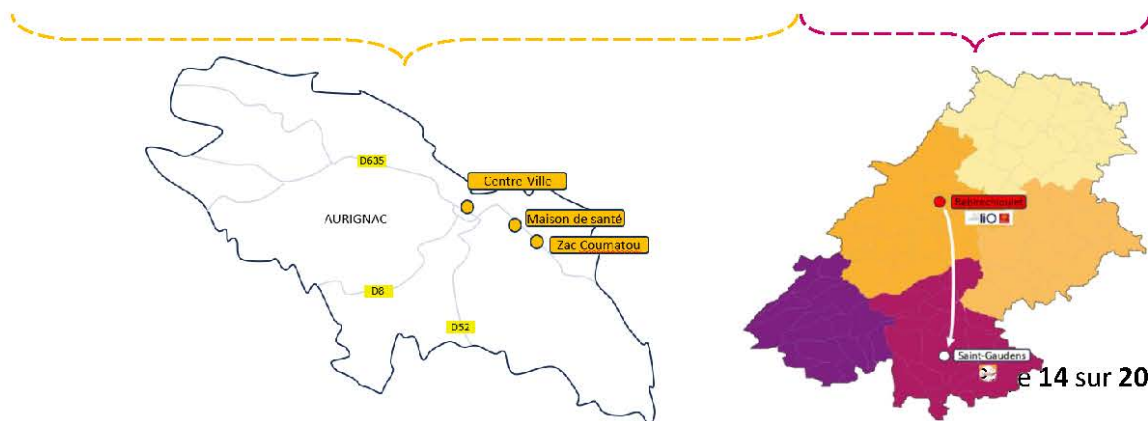 Centre Ville
D635
AURIGNAC
Maison de santé
Zac Coumatou
D8
D52
liO
Saint-Gaudens
e 14 sur 20